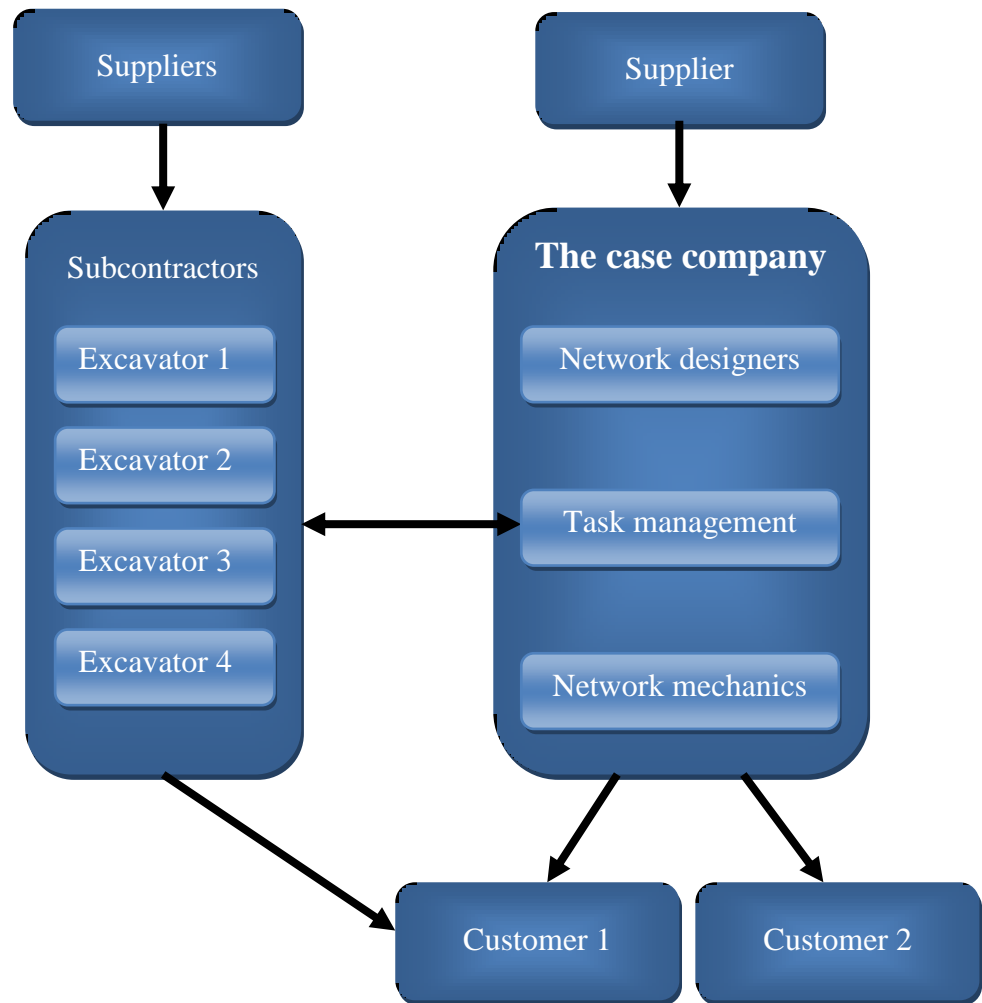 Suppliers
Supplier
Subcontractors
Excavator 1
Excavator 2
Excavator 3
Excavator 4
The case company
Network designers
Task management
Network mechanics
Customer 1
Customer 2